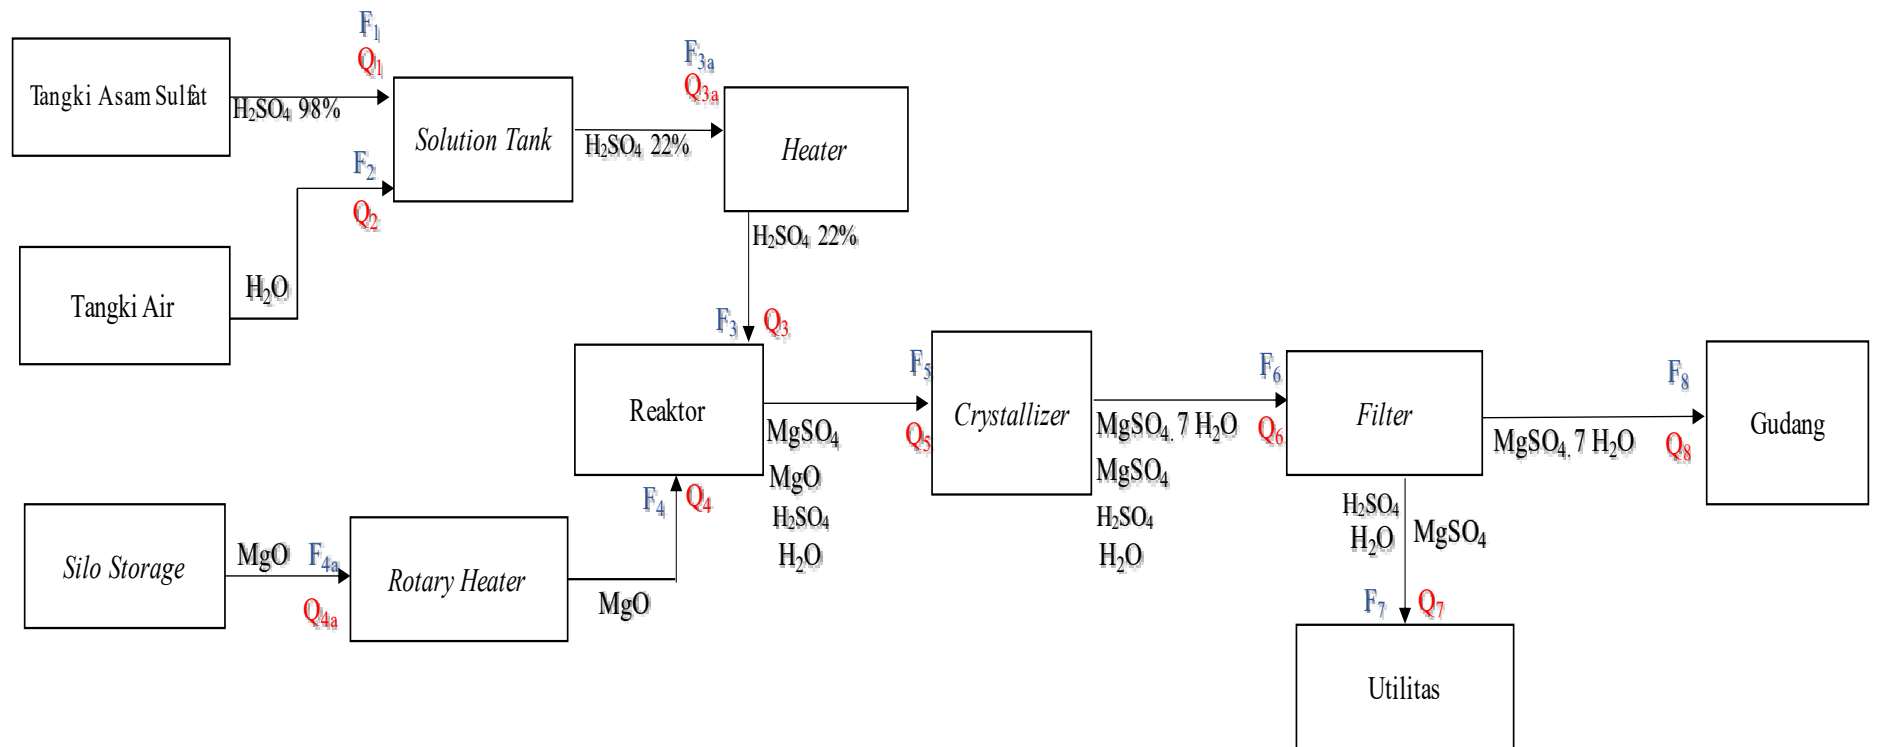 F₁
Q₁
Tangki Asam Sulfat
H₂SO₄ 98%
F₂
Q₂
Solution Tank
H₂SO₄ 22%
F₃ₐ
Q₃ₐ
Heater
H₂SO₄ 22%
Tangki Air
H₂O
F₃
Q₃
Reaktor
F₄
Q₄
MgSO₄
MgO
H₂SO₄
H₂O
F₅
Q₅
Crystallizer
MgSO₄. 7 H₂O
MgSO₄
H₂SO₄
H₂O
F₆
Q₆
Filter
MgSO₄. 7 H₂O
F₈
Q₈
Gudang
H₂SO₄
H₂O
MgSO₄
F₇
Q₇
Utilitas
Silo Storage
MgO
F₄ₐ
Q₄ₐ
Rotary Heater
MgO